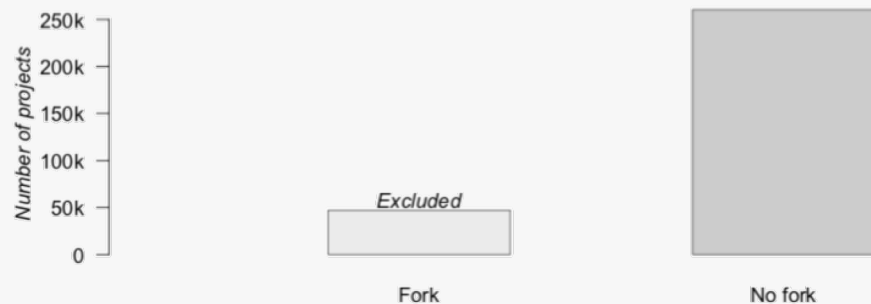 Number of projects
250k
200k
150k
100k
50k
0
Excluded
Fork
No fork